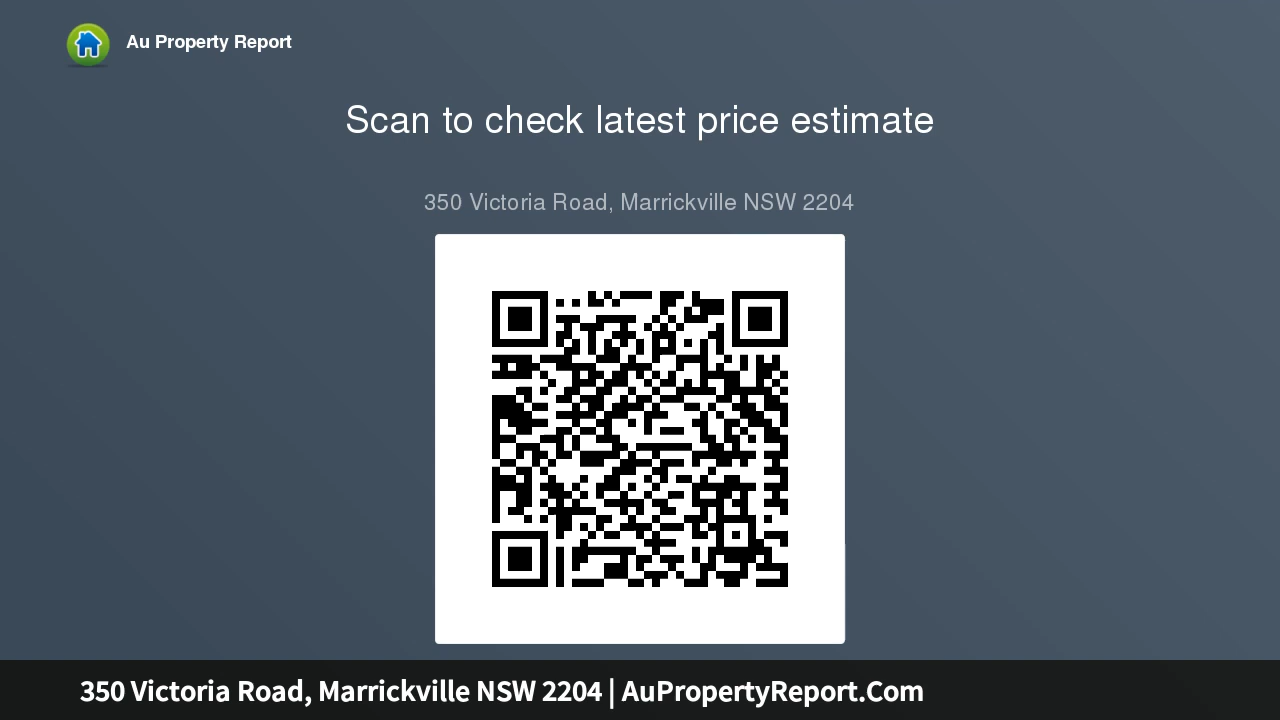 Au Property Report
Scan to check latest price estimate
350 Victoria Road, Marrickville NSW 2204
350 Victoria Road, Marrickville NSW 2204 | AuPropertyReport.Com